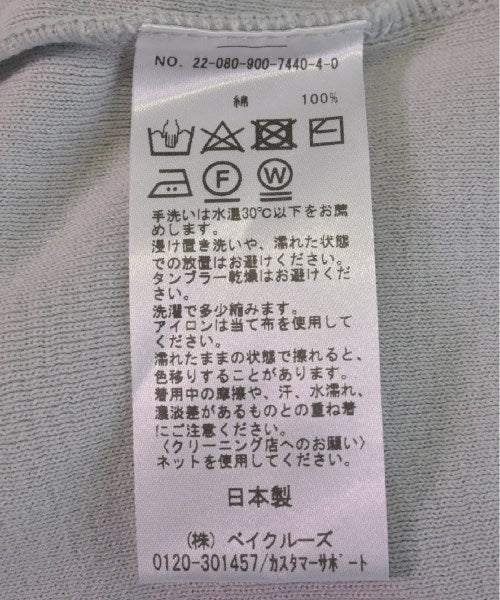 NO. 22-080-900-7440-4-0
綿 100%
F W
手洗いは水温30℃以下をお薦
めします。
浸け置き洗いや、濡れた状態
での放置はお避けください。
タンブラー乾燥はお避けくださ
い。
洗濯で多少縮みます。
アイロンは当て布を使用して
ください。
濡れたままの状態で擦れると、
色移りすることがあります。
着用中の摩擦や、汗、水濡れ、
濃淡差があるものとの重ね着
にご注意ください。
〈クリーニング店へのお願い〉
ネットを使用してください。
日本製
(株) ベイクルーズ
0120-301457/カスタマーサポート